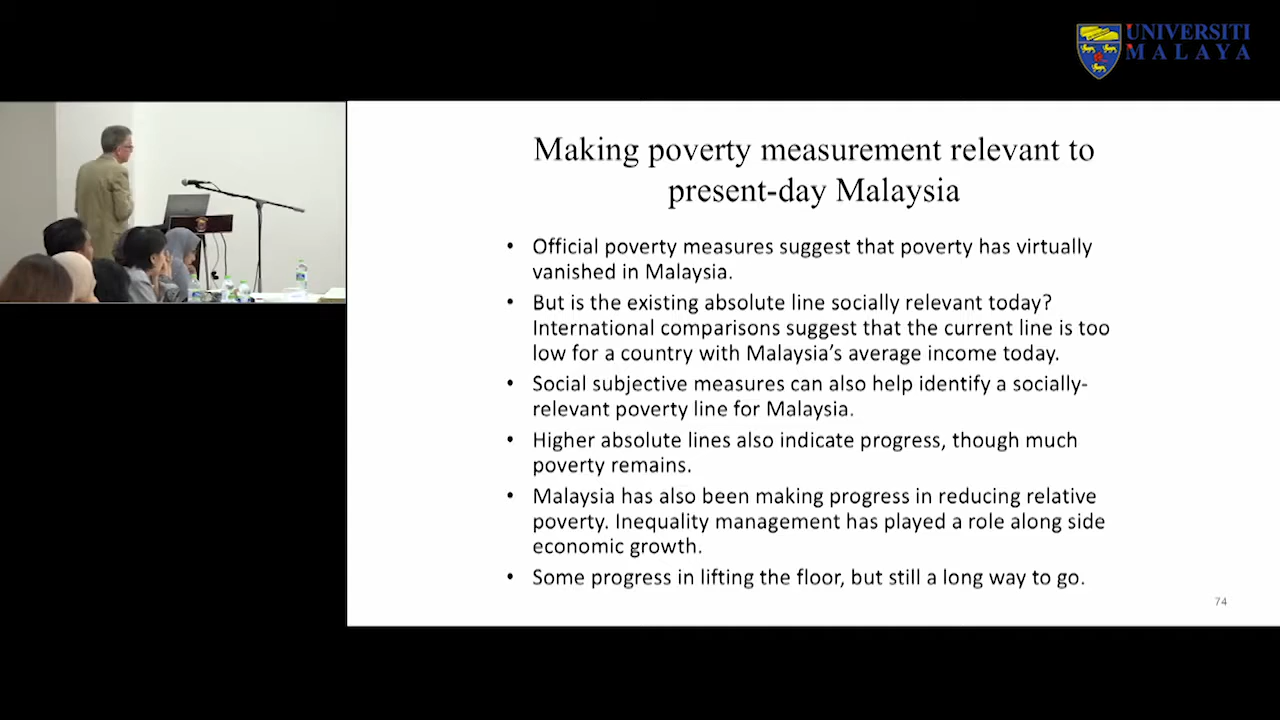 UNIVERSITI
MALAYA
Making poverty measurement relevant to
present-day Malaysia
• Official poverty measures suggest that poverty has virtually
vanished in Malaysia.
• But is the existing absolute line socially relevant today?
International comparisons suggest that the current line is too
low for a country with Malaysia’s average income today.
• Social subjective measures can also help identify a socially-
relevant poverty line for Malaysia.
• Higher absolute lines also indicate progress, though much
poverty remains.
• Malaysia has also been making progress in reducing relative
poverty. Inequality management has played a role along side
economic growth.
• Some progress in lifting the floor, but still a long way to go.
74